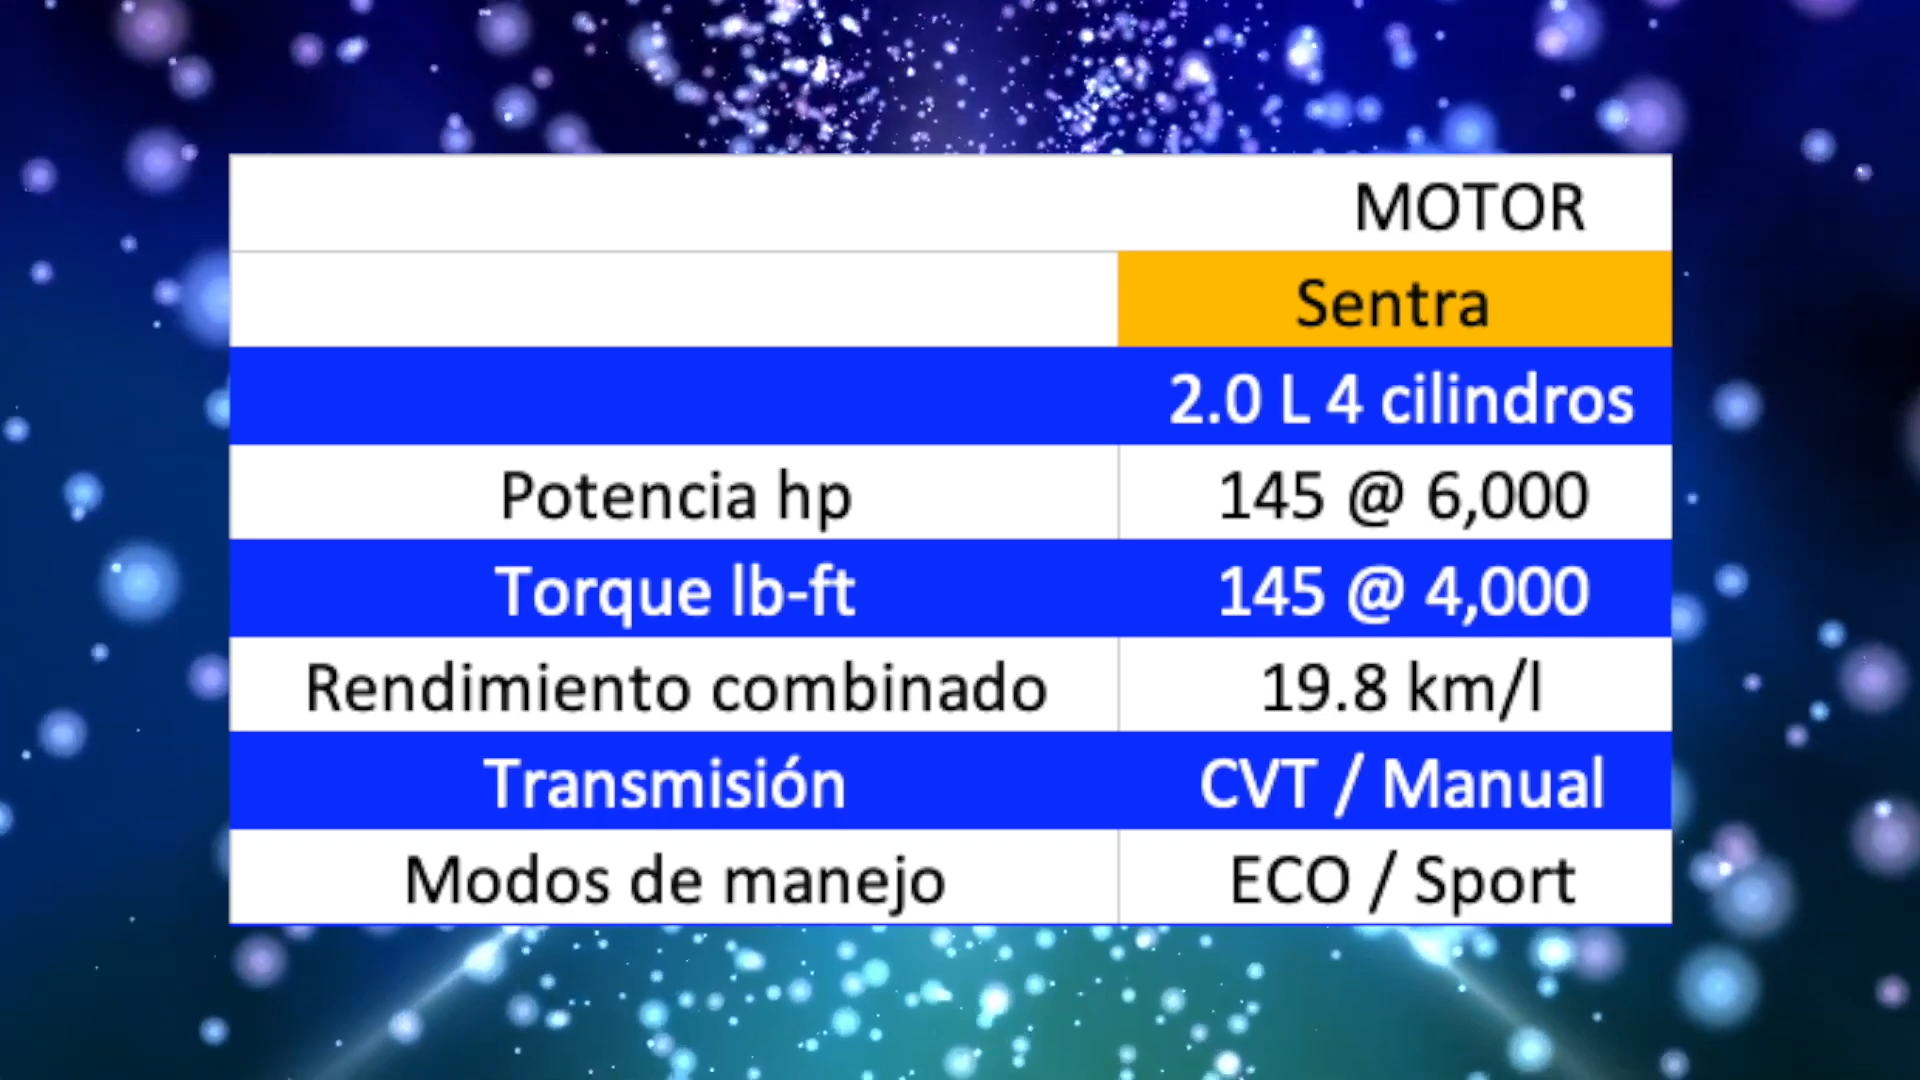 MOTOR
Sentra
2.0 L 4 cilindros
Potencia hp 145 @ 6,000
Torque lb-ft 145 @ 4,000
Rendimiento combinado 19.8 km/l
Transmisión CVT / Manual
Modos de manejo ECO / Sport